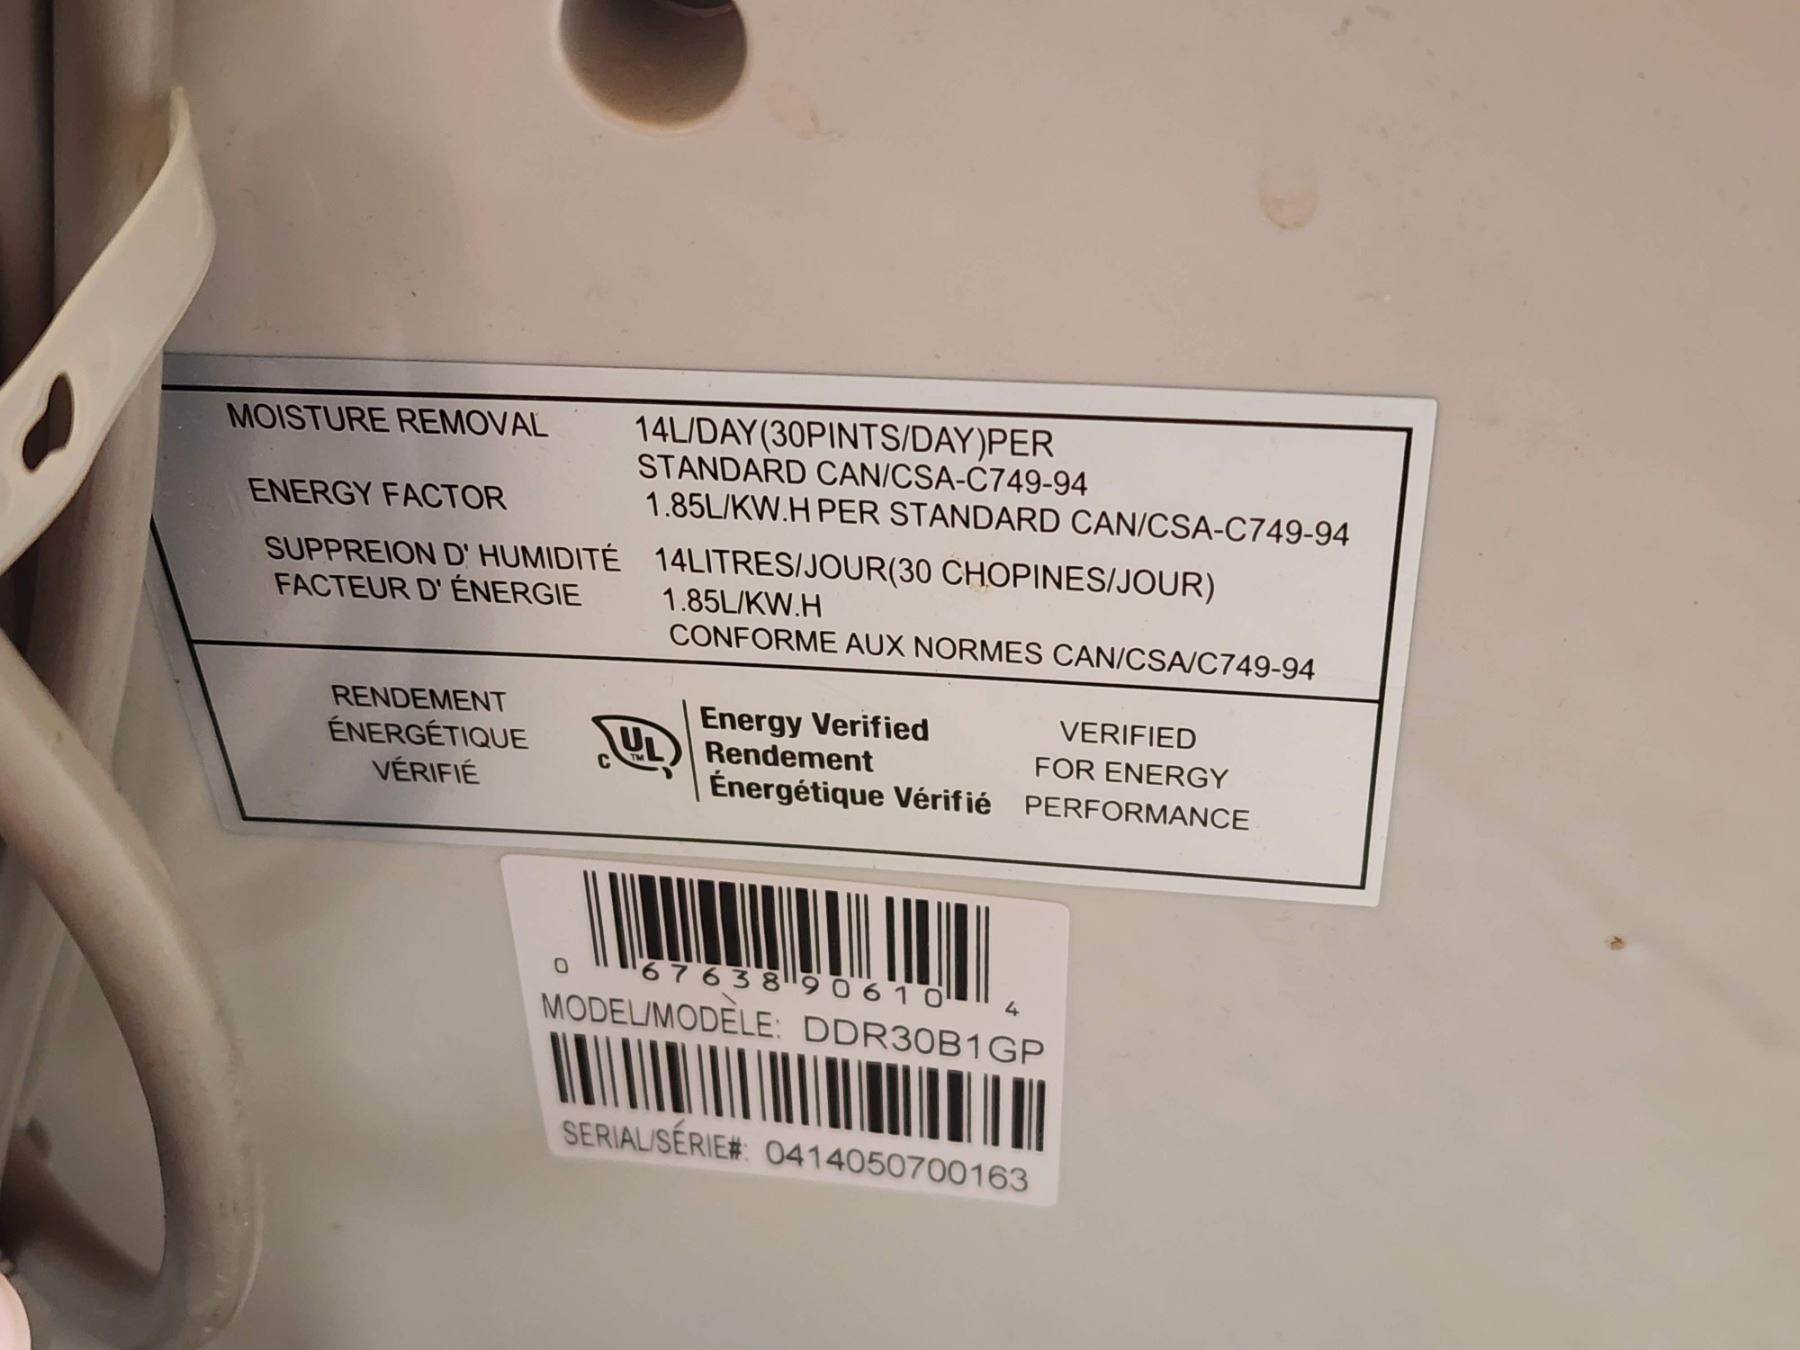 MOISTURE REMOVAL 14L/DAY(30PINTS/DAY)PER
STANDARD CAN/CSA-C749-94
ENERGY FACTOR 1.85L/KW.H PER STANDARD CAN/CSA-C749-94
SUPPREION D' HUMIDITÉ 14LITRES/JOUR(30 CHOPINES/JOUR)
FACTEUR D' ÉNERGIE 1.85L/KW.H
CONFORME AUX NORMES CAN/CSA/C749-94
RENDEMENT
ÉNERGÉTIQUE
VÉRIFIÉ
C UL TM
Energy Verified
Rendement
Énergétique Vérifié
VERIFIED
FOR ENERGY
PERFORMANCE
0 67638 90610 4
MODEL/MODÈLE: DDR30B1GP
SERIAL/SÉRIE#: 0414050700163